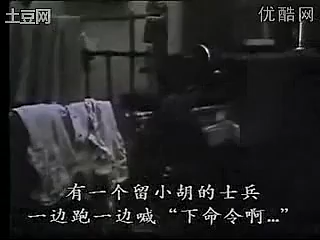 土豆网
优酷网
有一个留小胡的士兵
一边跑一边喊“下命令啊…”